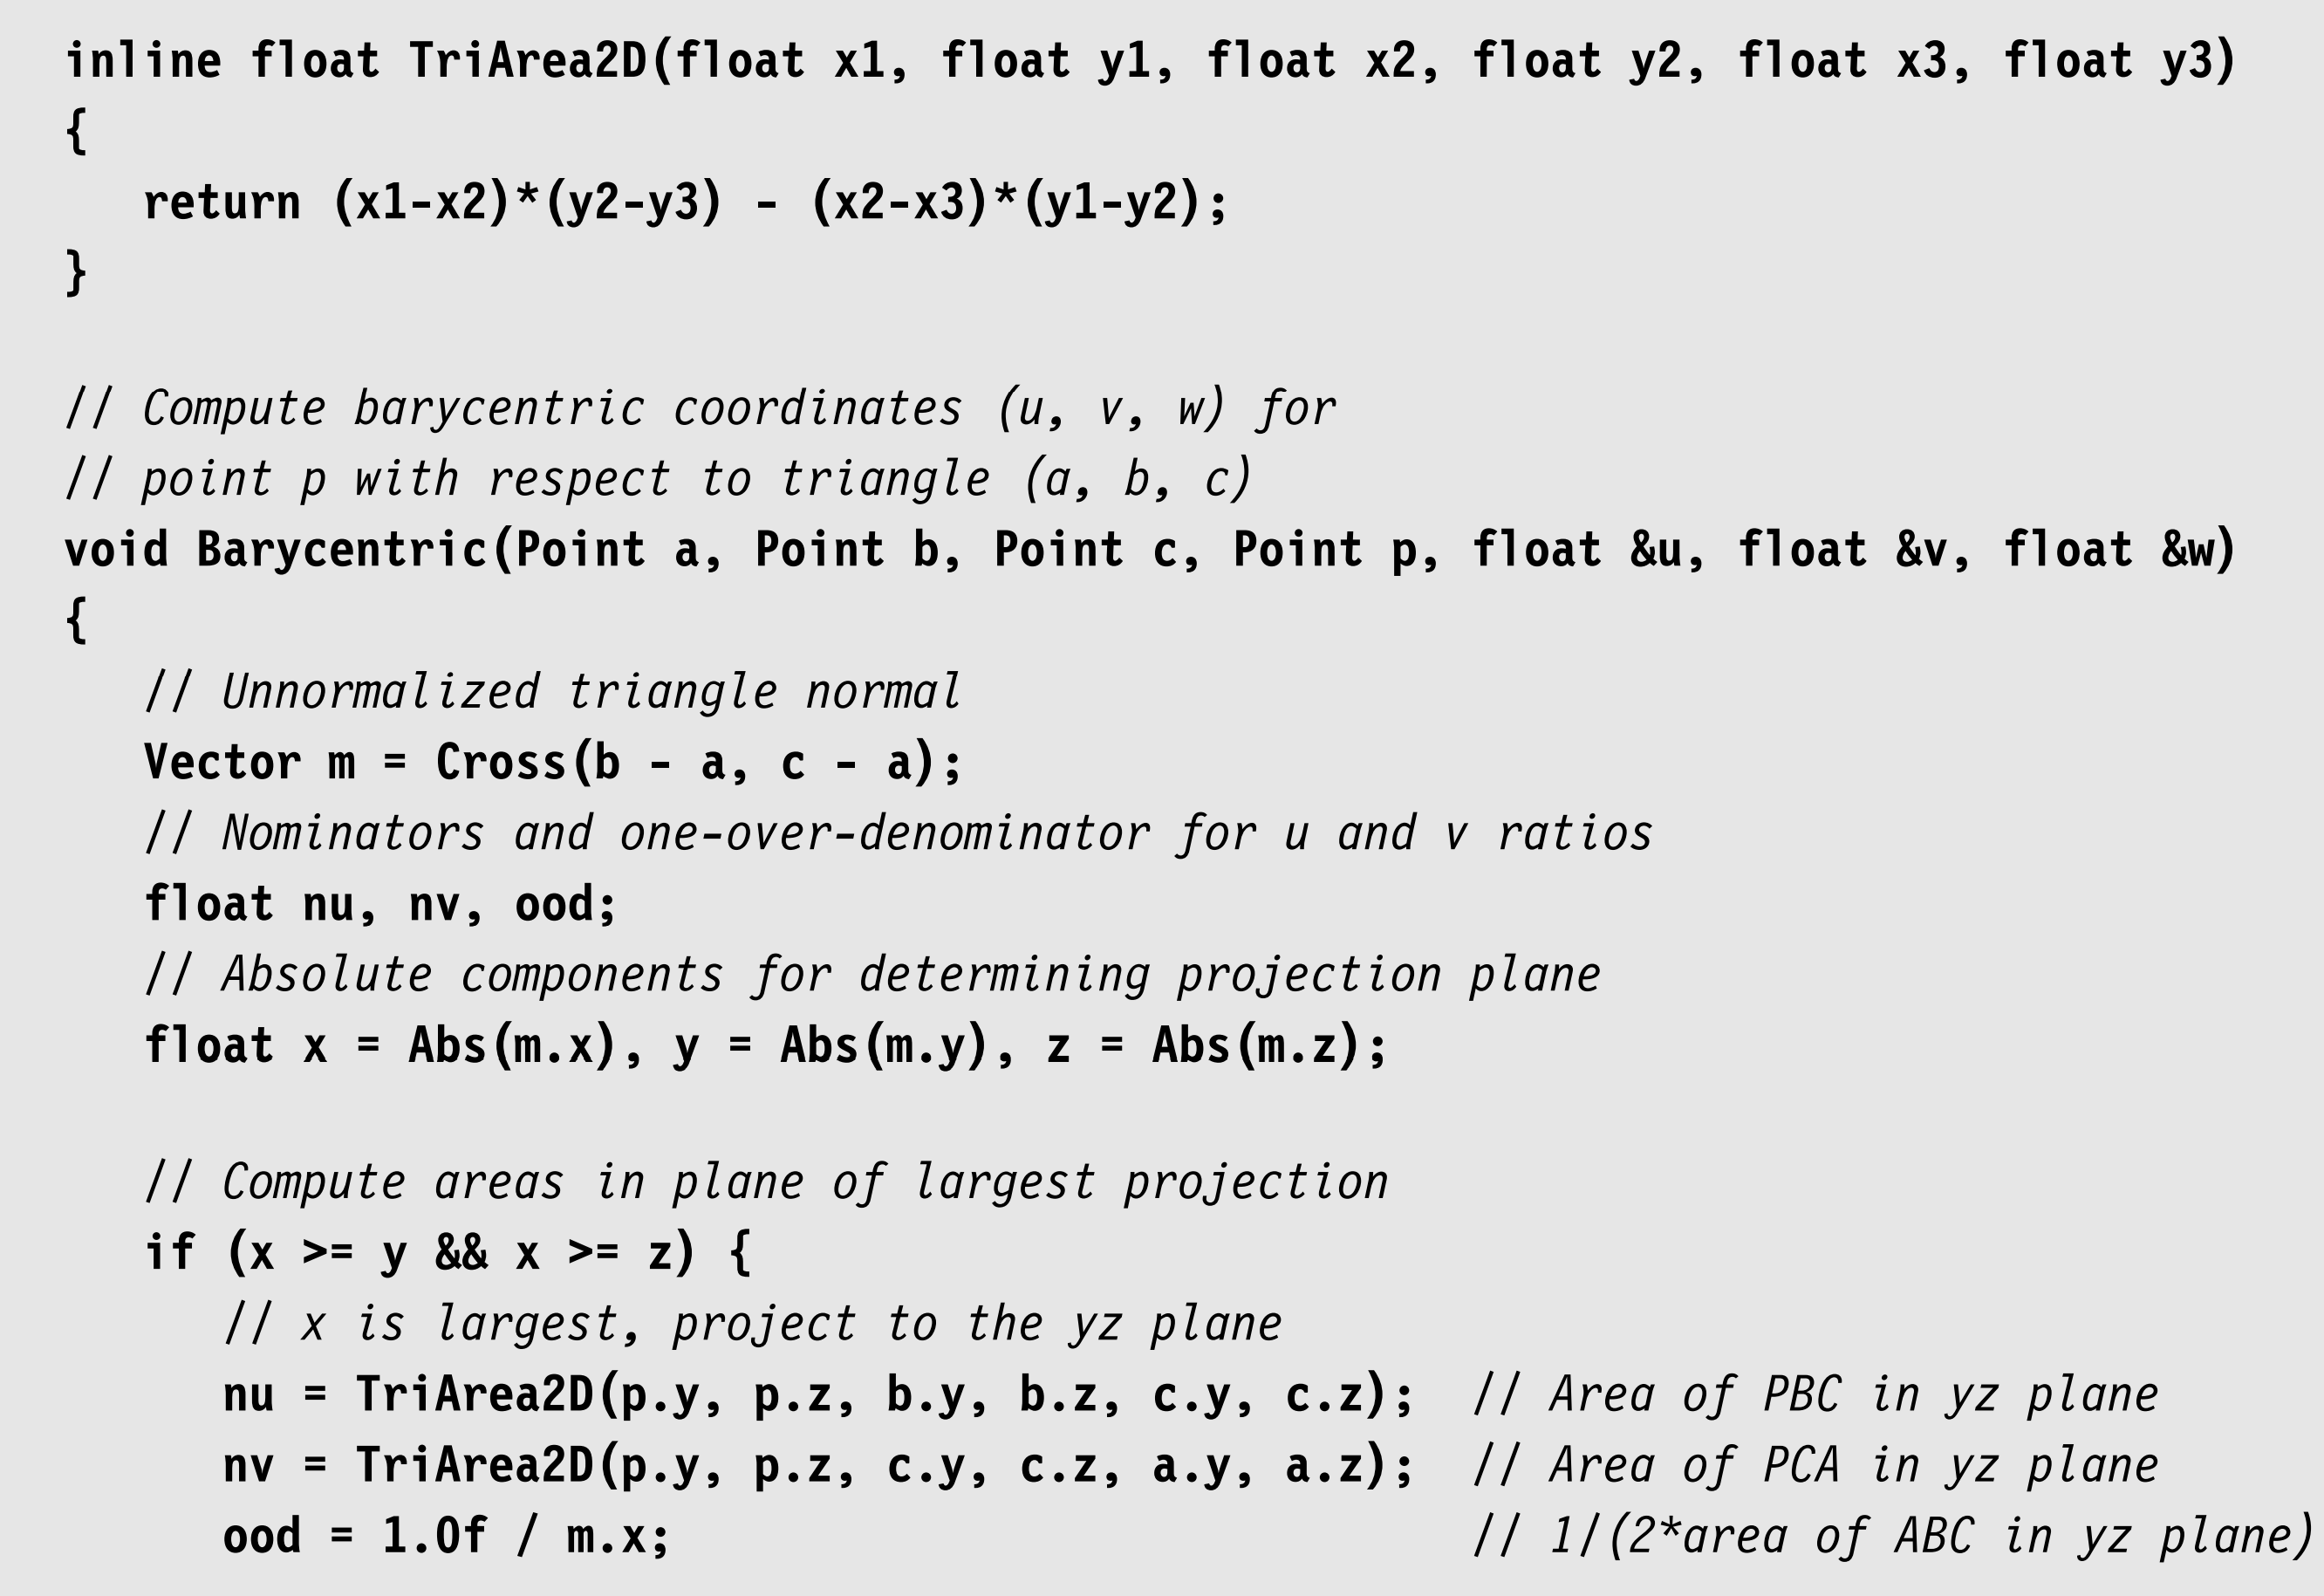 inline float TriArea2D(float x1, float y1, float x2, float y2, float x3, float y3)
{
return (x1-x2)*(y2-y3) - (x2-x3)*(y1-y2);
}
// Compute barycentric coordinates (u, v, w) for
// point p with respect to triangle (a, b, c)
void Barycentric(Point a, Point b, Point c, Point p, float &u, float &v, float &w)
{
// Unnormalized triangle normal
Vector m = Cross(b - a, c - a);
// Nominators and one-over-denominator for u and v ratios
float nu, nv, ood;
// Absolute components for determining projection plane
float x = Abs(m.x), y = Abs(m.y), z = Abs(m.z);
// Compute areas in plane of largest projection
if (x >= y && x >= z) {
// x is largest, project to the yz plane
nu = TriArea2D(p.y, p.z, b.y, b.z, c.y, c.z); // Area of PBC in yz plane
nv = TriArea2D(p.y, p.z, c.y, c.z, a.y, a.z); // Area of PCA in yz plane
ood = 1.0f / m.x; // 1/(2*area of ABC in yz plane)